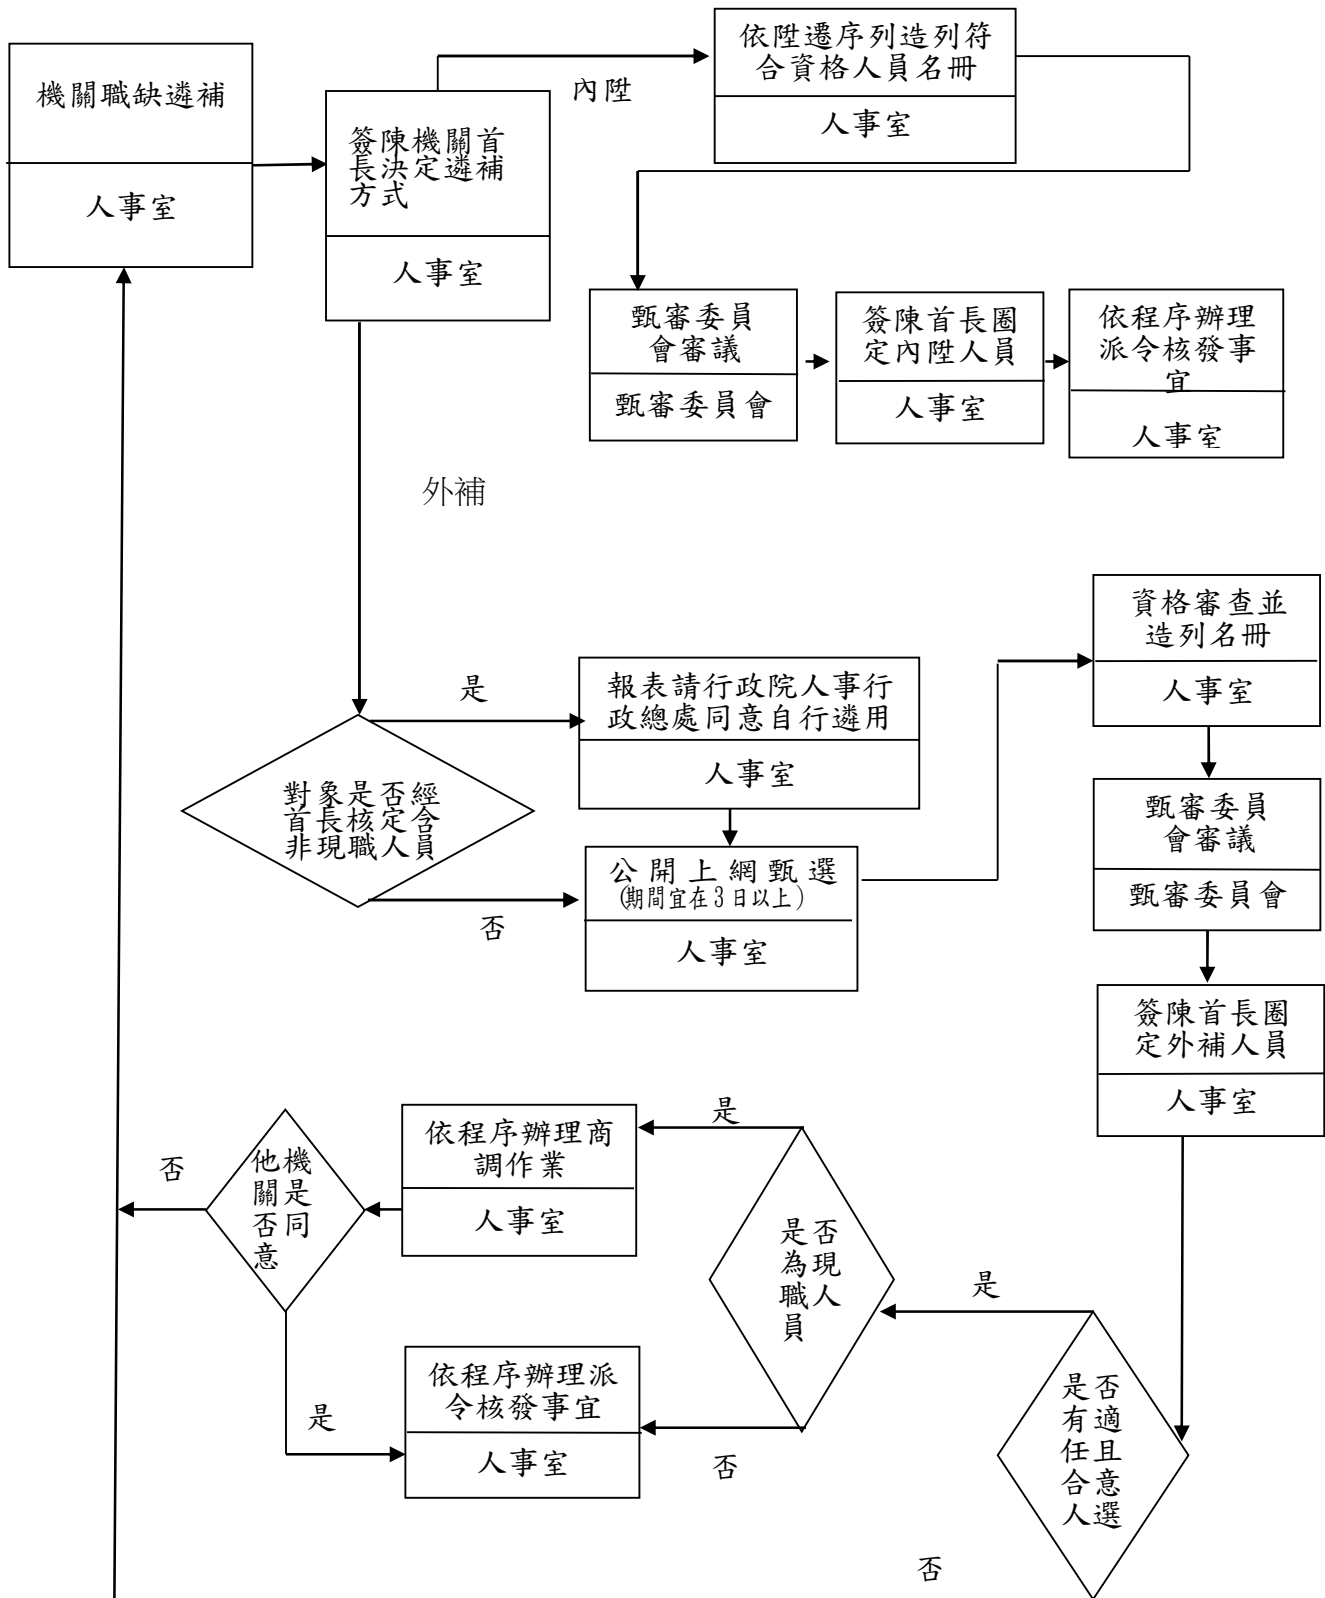 機關職缺遴補
人事室
簽陳機關首
長決定遴補
方式
人事室
內陞
依陞遷序列造列符
合資格人員名冊
人事室
甄審委員
會審議
甄審委員會
簽陳首長圈
定內陞人員
人事室
依程序辦理
派令核發事
宜
人事室
外補
對象是否經
首長核定含
非現職人員
是
報表請行政院人事行
政總處同意自行遴用
人事室
否
公開上網甄選
(期間宜在3日以上)
人事室
資格審查並
造列名冊
人事室
甄審委員
會審議
甄審委員會
簽陳首長圈
定外補人員
人事室
是否
有適
任且
合意
人選
是
否
是否
為現
職人
員
是
否
依程序辦理商
調作業
人事室
他機
關是
否同
意
否
是
依程序辦理派
令核發事宜
人事室